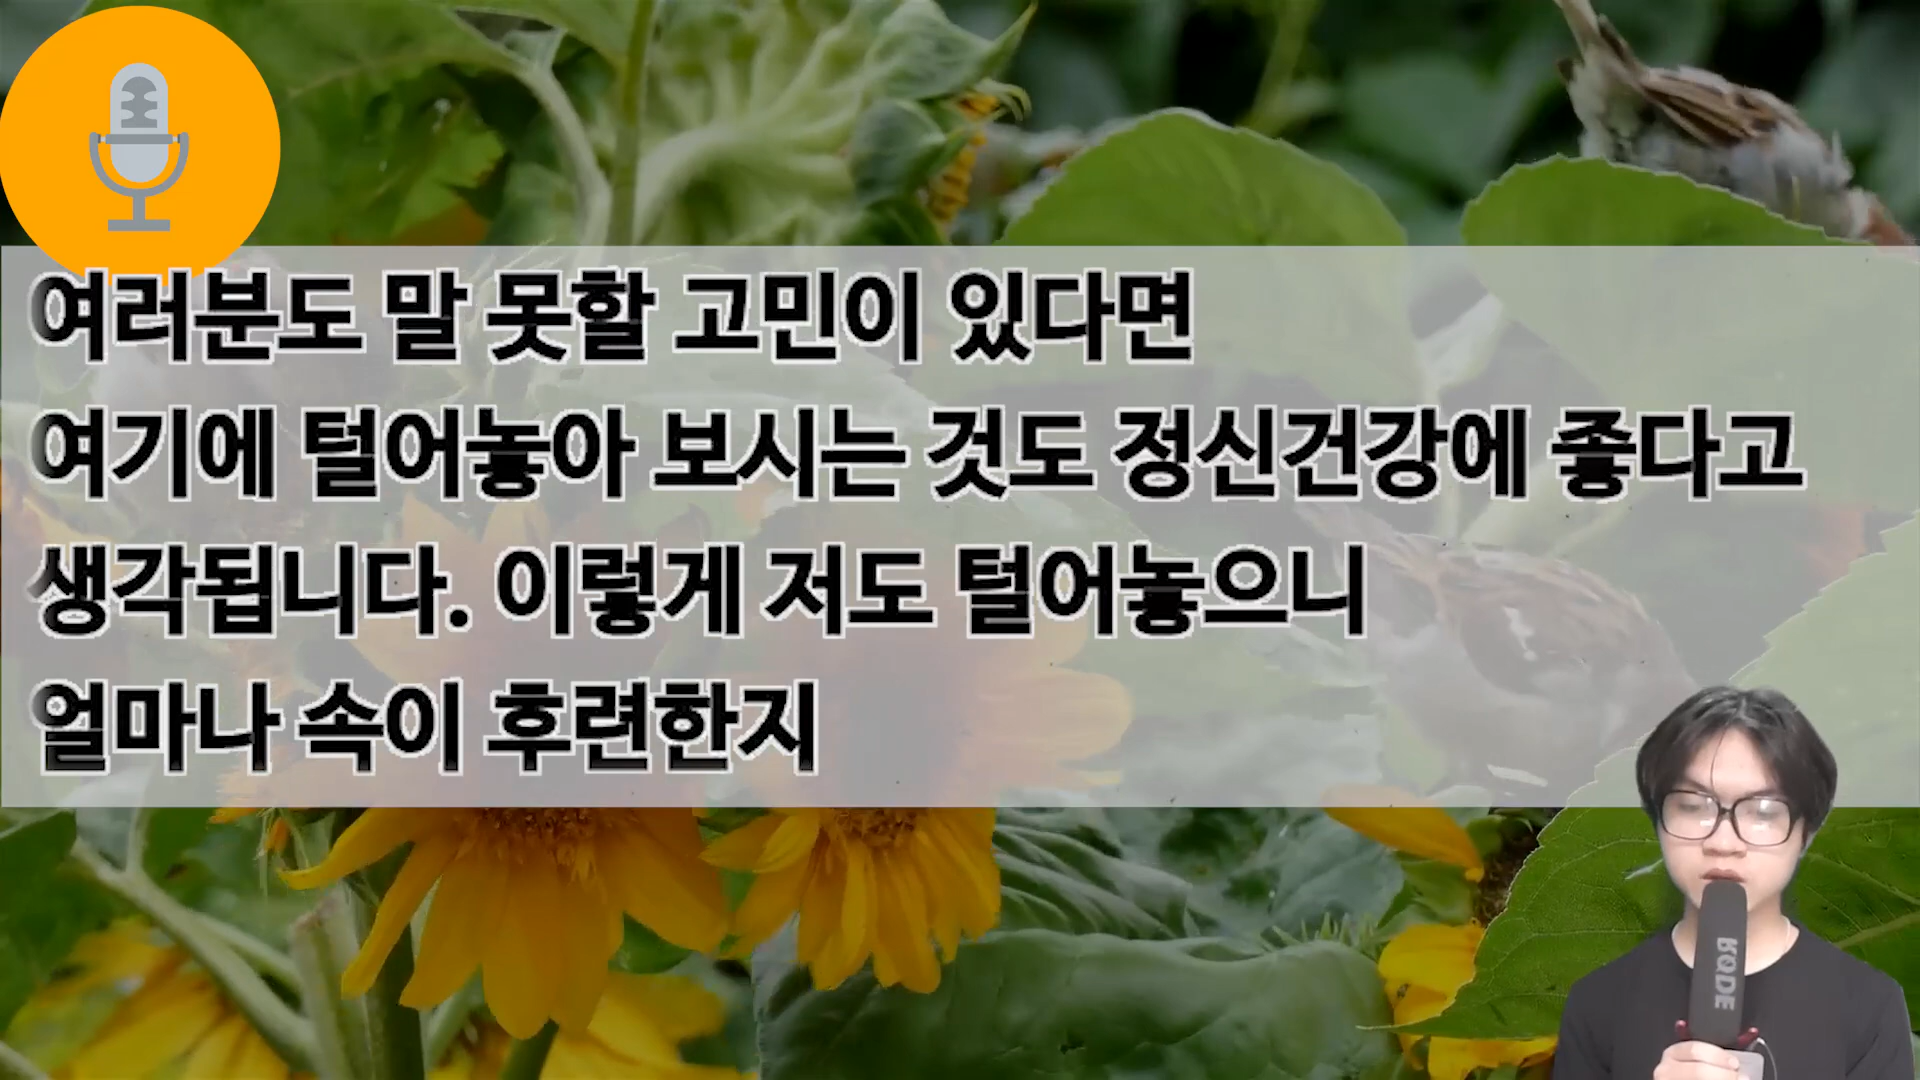 여러분도 말 못할 고민이 있다면
여기에 털어놓아 보시는 것도 정신건강에 좋다고
생각됩니다. 이렇게 저도 털어놓으니
얼마나 속이 후련한지
RØDE